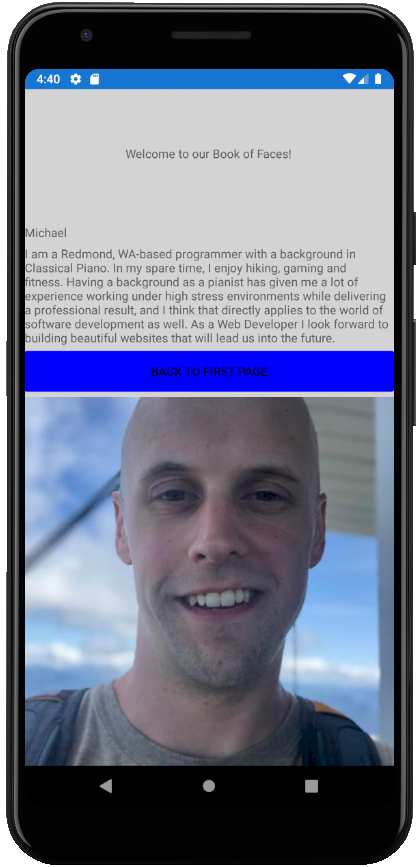 4:40
Welcome to our Book of Faces!
Michael
I am a Redmond, WA-based programmer with a background in
Classical Piano. In my spare time, I enjoy hiking, gaming and
fitness. Having a background as a pianist has given me a lot of
experience working under high stress environments while delivering
a professional result, and I think that directly applies to the world of
software development as well. As a Web Developer I look forward to
building beautiful websites that will lead us into the future.
BACK TO FIRST PAGE